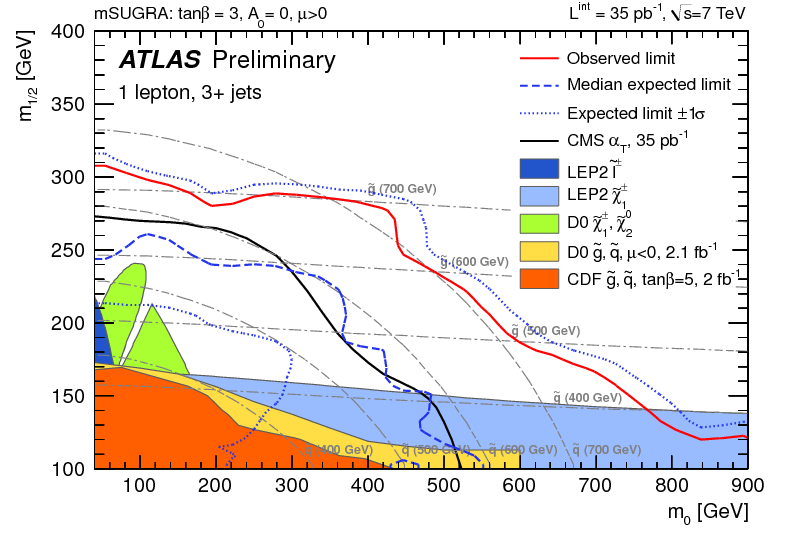 mSUGRA: tanβ = 3, A₀= 0, μ>0
Lⁱⁿᵗ = 35 pb⁻¹, √s=7 TeV
m₁/₂ [GeV]
400
350
300
250
200
150
100
ATLAS Preliminary
1 lepton, 3+ jets
Observed limit
Median expected limit
Expected limit ±1σ
CMS α_T, 35 pb⁻¹
LEP2 l̃±
LEP2 χ̃₁±
D0 χ̃₁±, χ̃₂⁰
D0 g̃, q̃, μ<0, 2.1 fb⁻¹
CDF g̃, q̃, tanβ=5, 2 fb⁻¹
g̃ (700 GeV)
g̃ (600 GeV)
g̃ (500 GeV)
g̃ (400 GeV)
q̃ (400 GeV)
q̃ (500 GeV)
q̃ (600 GeV)
q̃ (700 GeV)
100 200 300 400 500 600 700 800 900
m₀ [GeV]